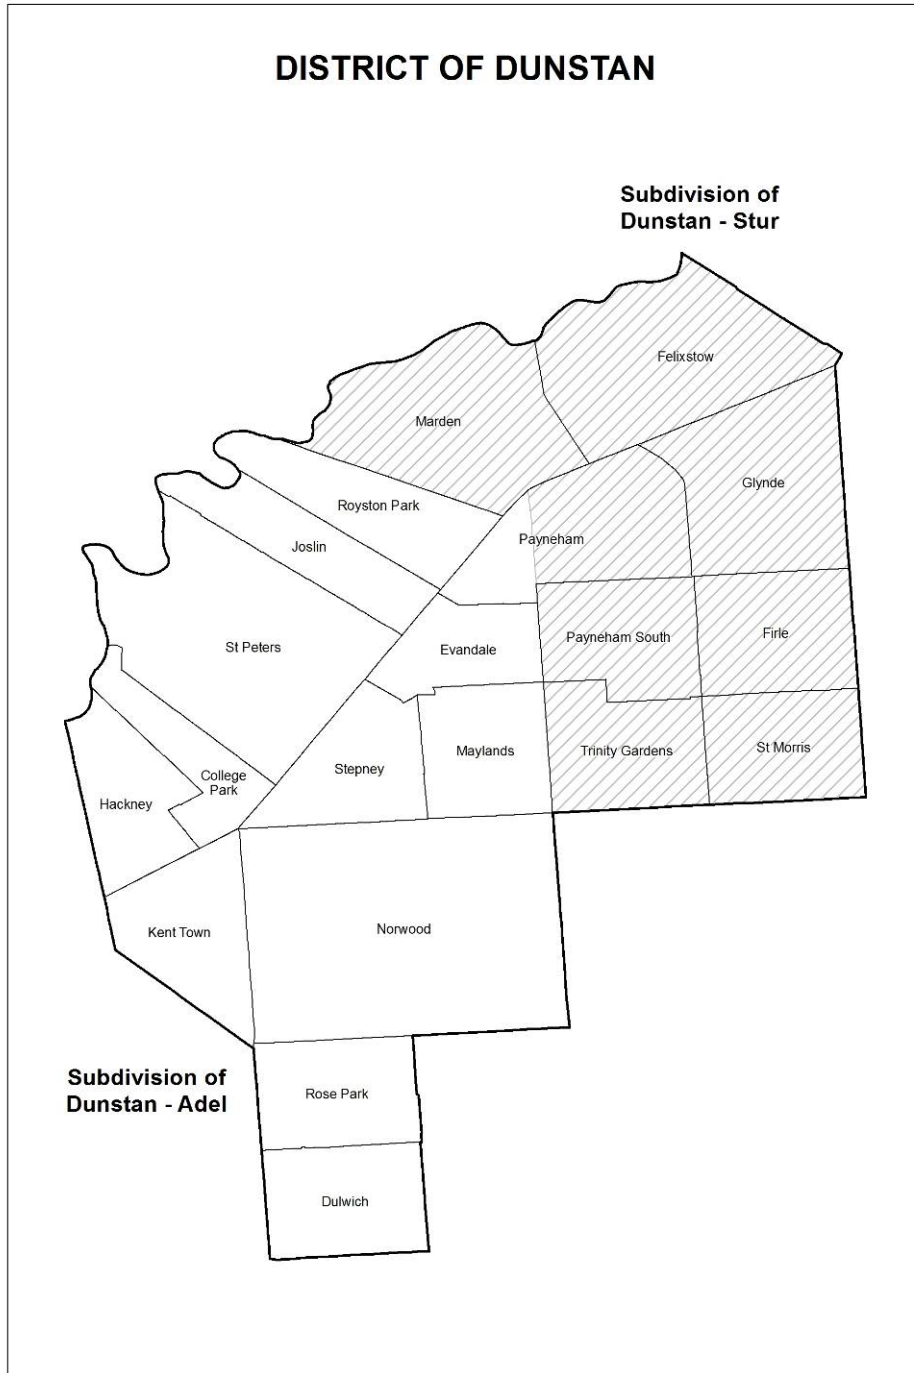 DISTRICT OF DUNSTAN
Subdivision of
Dunstan - Stur
Felixstow
Marden
Glynde
Royston Park
Payneham
Joslin
Firle
Payneham South
St Peters
Evandale
St Morris
Trinity Gardens
Maylands
Stepney
College
Park
Hackney
Norwood
Kent Town
Subdivision of
Dunstan - Adel
Rose Park
Dulwich